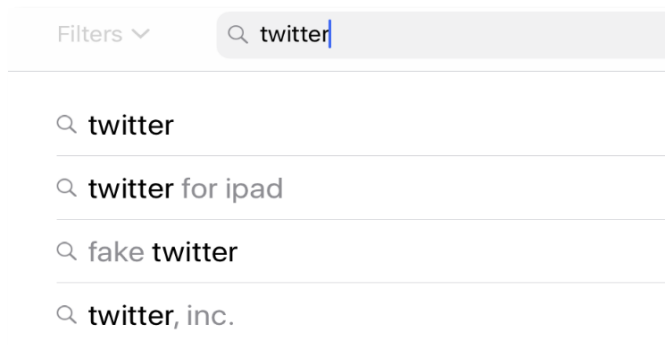 Filters twitter
twitter
twitter for ipad
fake twitter
twitter, inc.